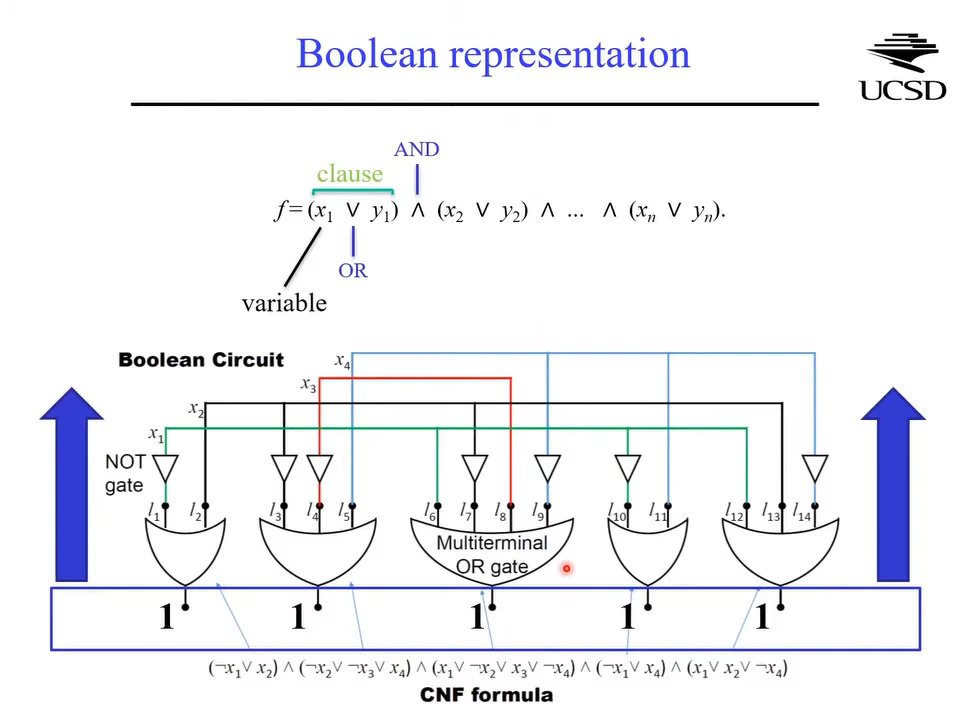 Boolean representation
UCSD
AND
clause
f = (x₁ ∨ y₁) ∧ (x₂ ∨ y₂) ∧ ... ∧ (xₙ ∨ yₙ).
OR
variable
Boolean Circuit
x₄
x₃
x₂
x₁
NOT
gate
l₁ l₂ l₃ l₄ l₅ l₆ l₇ l₈ l₉ l₁₀ l₁₁ l₁₂ l₁₃ l₁₄
Multiterminal
OR gate
1 1 1 1 1
(¬x₁∨ x₂) ∧ (¬x₂∨ ¬x₃∨ x₄) ∧ (x₁∨ ¬x₂∨ x₃∨ ¬x₄) ∧ (¬x₁∨ x₄) ∧ (x₁∨ x₂∨ ¬x₄)
CNF formula